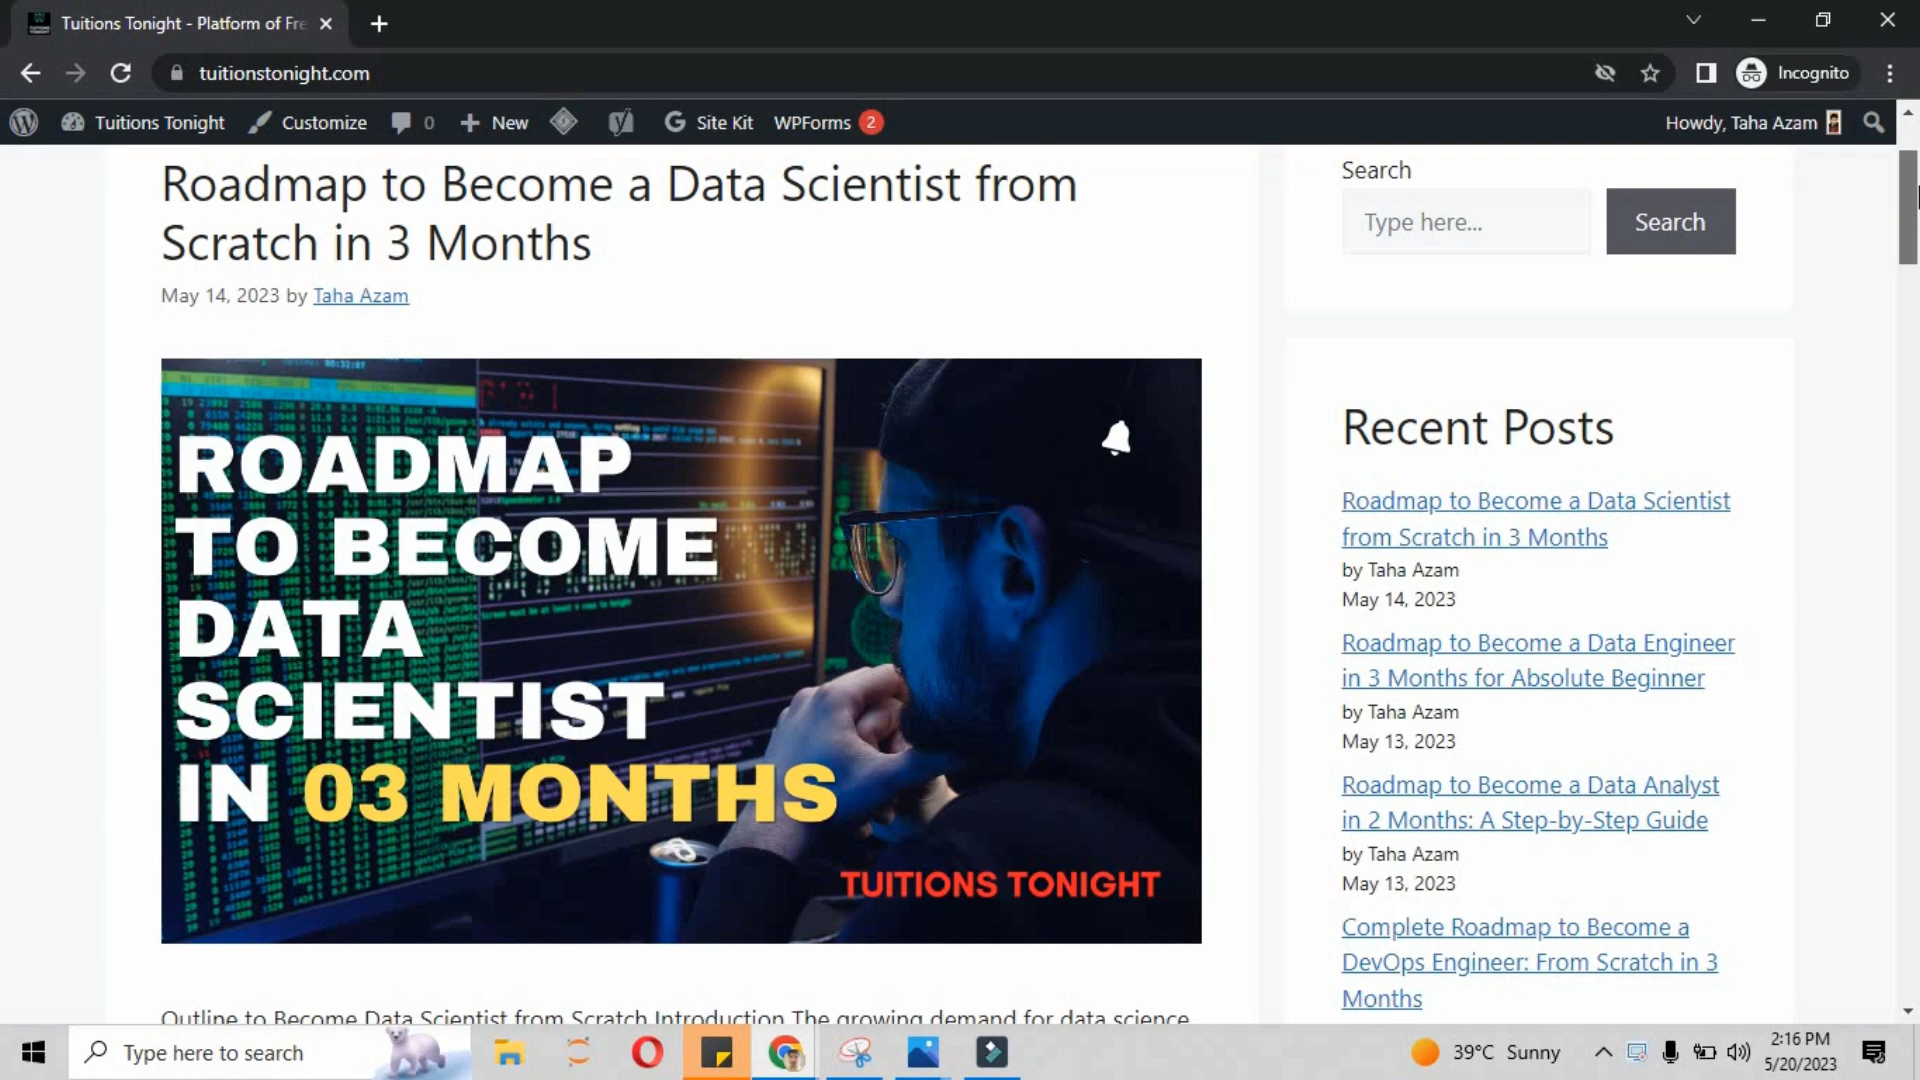 Tuitions Tonight - Platform of Fre
tuitionstonight.com
Incognito
Tuitions Tonight
Customize
0
New
Site Kit
WPForms 2
Howdy, Taha Azam
Roadmap to Become a Data Scientist from
Scratch in 3 Months
May 14, 2023 by Taha Azam
ROADMAP
TO BECOME
DATA
SCIENTIST
IN 03 MONTHS
TUITIONS TONIGHT
Outline to Become Data Scientist from Scratch Introduction The growing demand for data science
Search
Type here...
Search
Recent Posts
Roadmap to Become a Data Scientist
from Scratch in 3 Months
by Taha Azam
May 14, 2023
Roadmap to Become a Data Engineer
in 3 Months for Absolute Beginner
by Taha Azam
May 13, 2023
Roadmap to Become a Data Analyst
in 2 Months: A Step-by-Step Guide
by Taha Azam
May 13, 2023
Complete Roadmap to Become a
DevOps Engineer: From Scratch in 3
Months
Type here to search
39°C Sunny
2:16 PM
5/20/2023